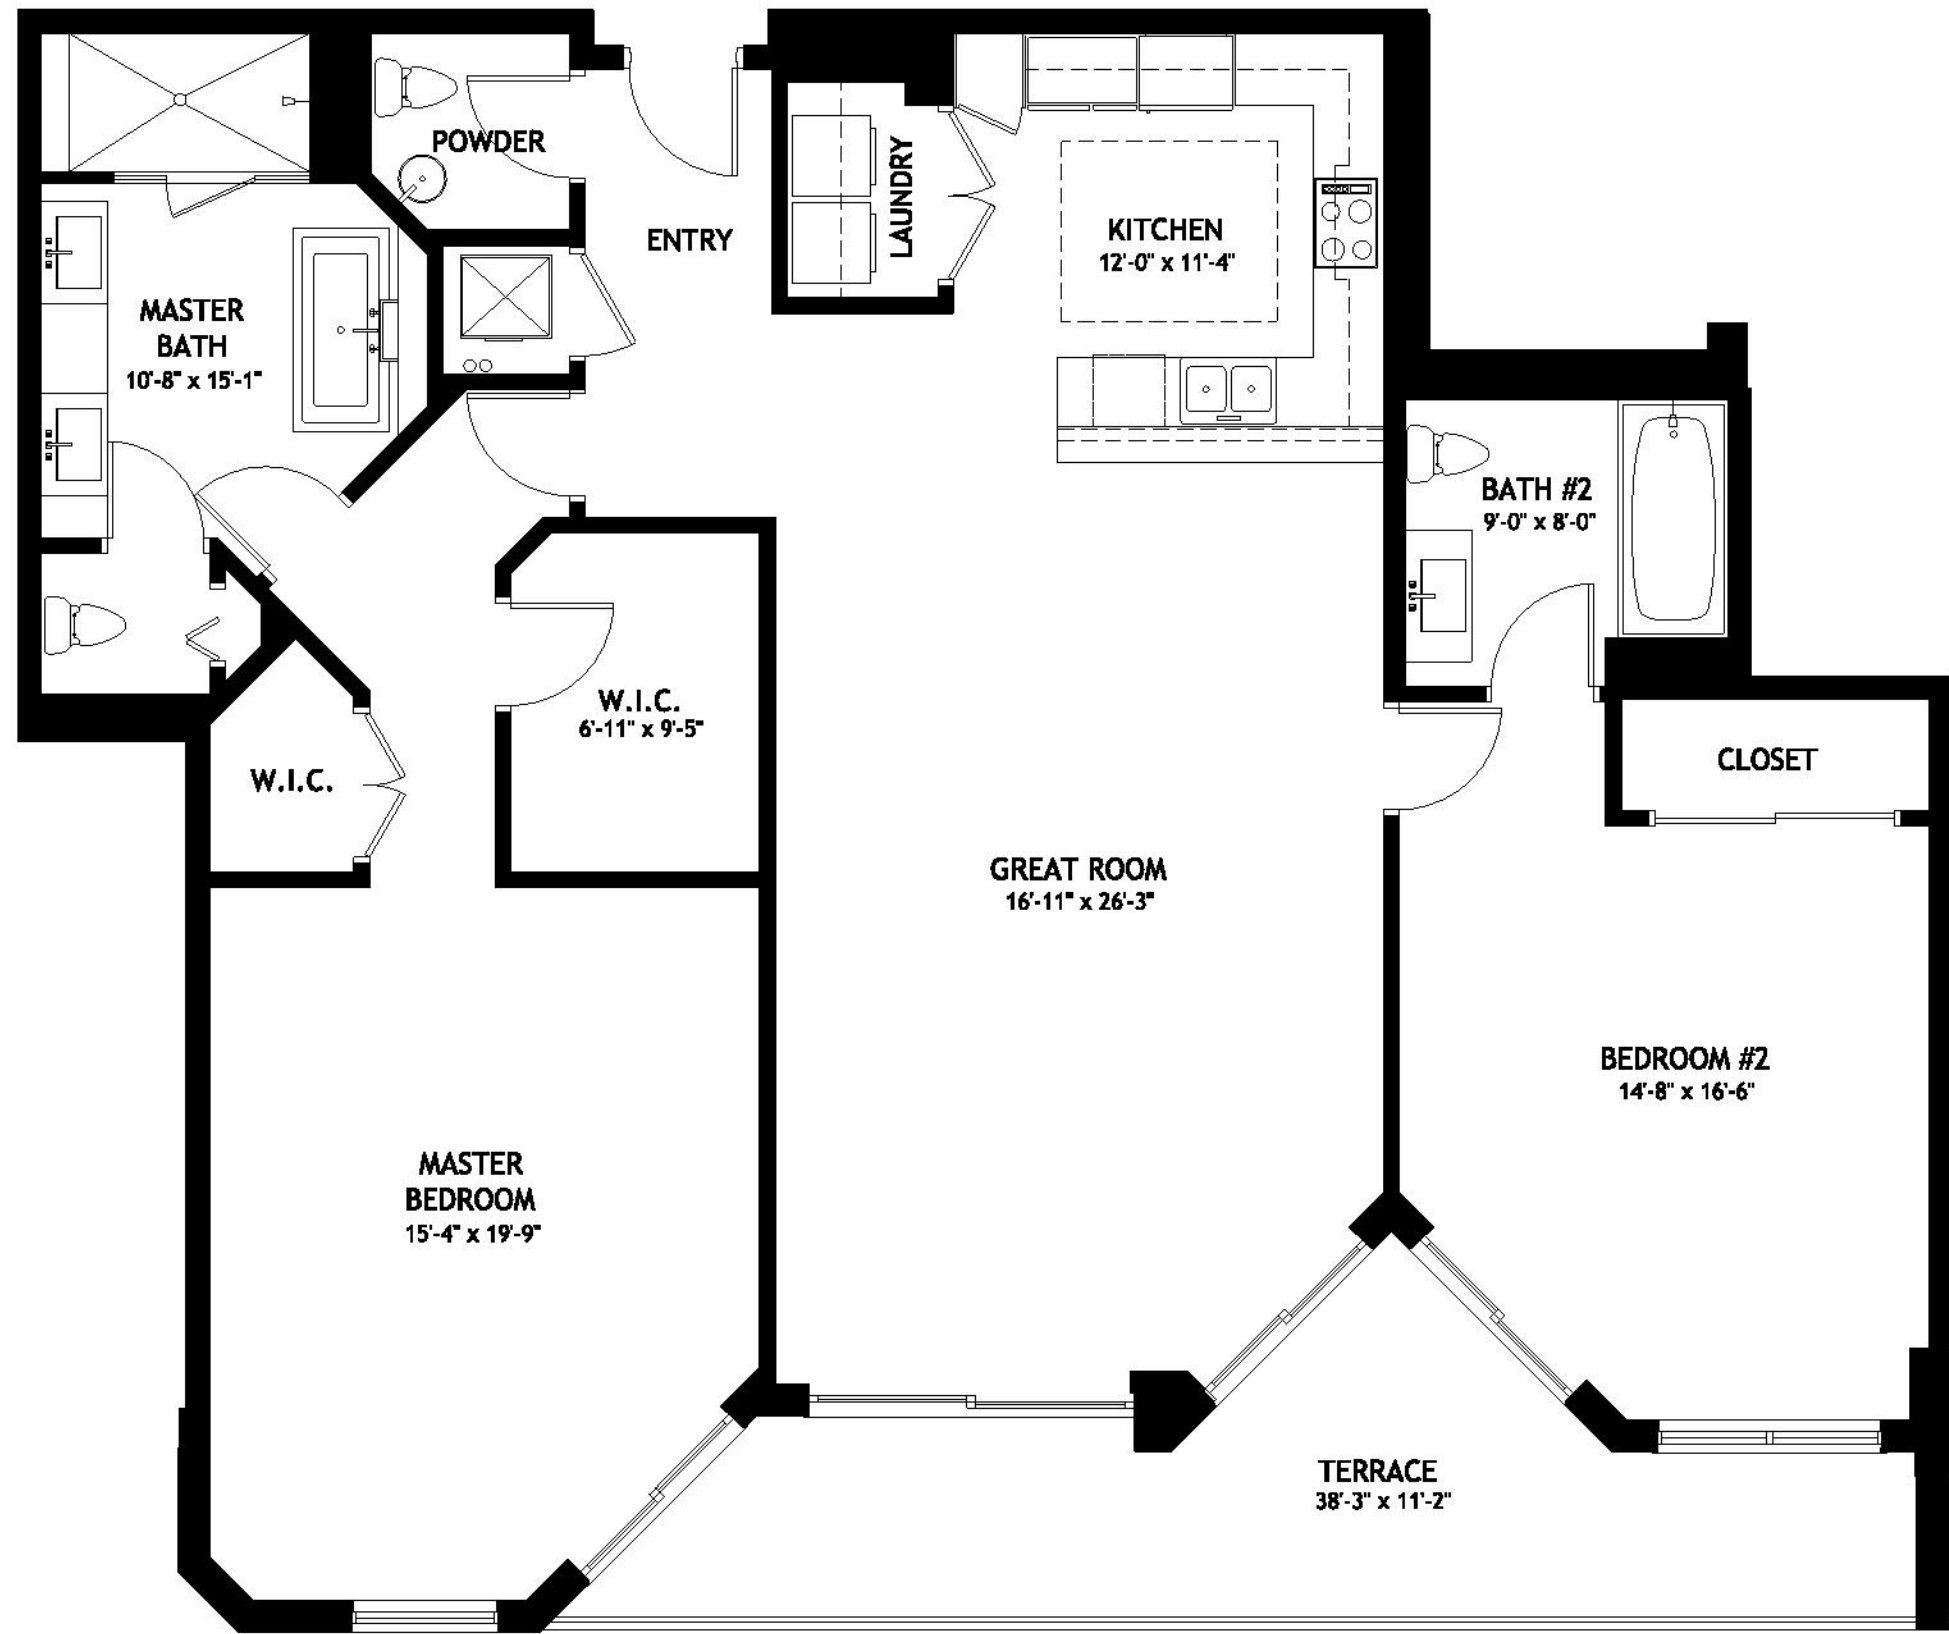 POWDER
ENTRY
LAUNDRY
KITCHEN
12'-0" x 11'-4"
MASTER
BATH
10'-8" x 15'-1"
BATH #2
9'-0" x 8'-0"
W.I.C.
6'-11" x 9'-5"
W.I.C.
CLOSET
GREAT ROOM
16'-11" x 26'-3"
BEDROOM #2
14'-8" x 16'-6"
MASTER
BEDROOM
15'-4" x 19'-9"
TERRACE
38'-3" x 11'-2"